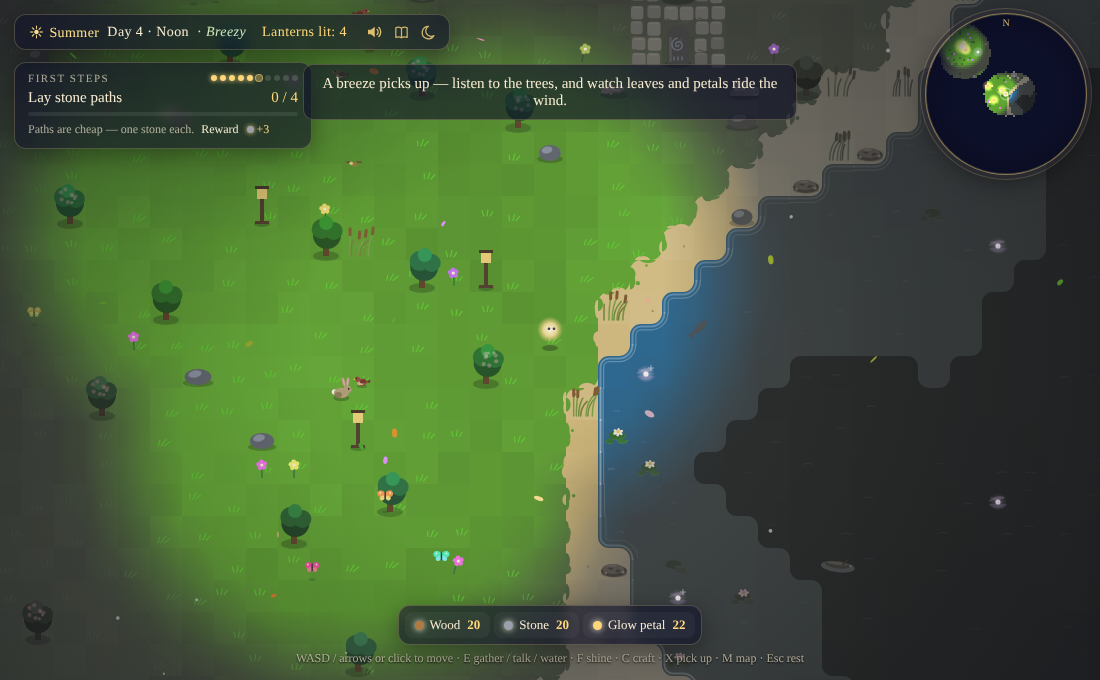 Summer Day 4 · Noon · Breezy Lanterns lit: 4
N
FIRST STEPS
Lay stone paths 0 / 4
Paths are cheap — one stone each. Reward +3
A breeze picks up — listen to the trees, and watch leaves and petals ride the
wind.
Wood 20 Stone 20 Glow petal 22
WASD / arrows or click to move · E gather / talk / water · F shine · C craft · X pick up · M map · Esc rest